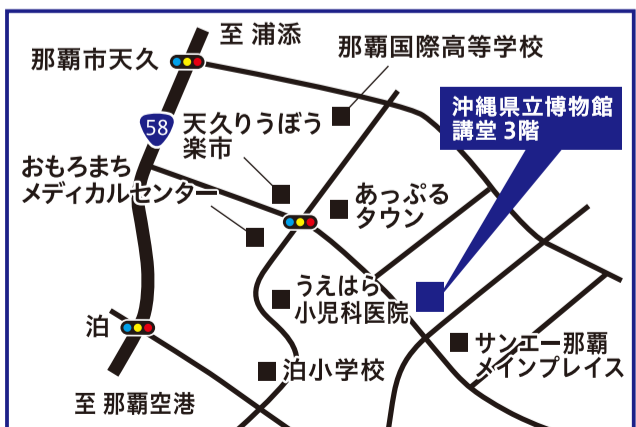 至 浦添
那覇国際高等学校
那覇市天久
沖縄県立博物館
講堂 3階
58
天久りうぼう
楽市
おもろまち
メディカルセンター
あっぷる
タウン
うえはら
小児科医院
泊
サンエー那覇
メインプレイス
泊小学校
至 那覇空港